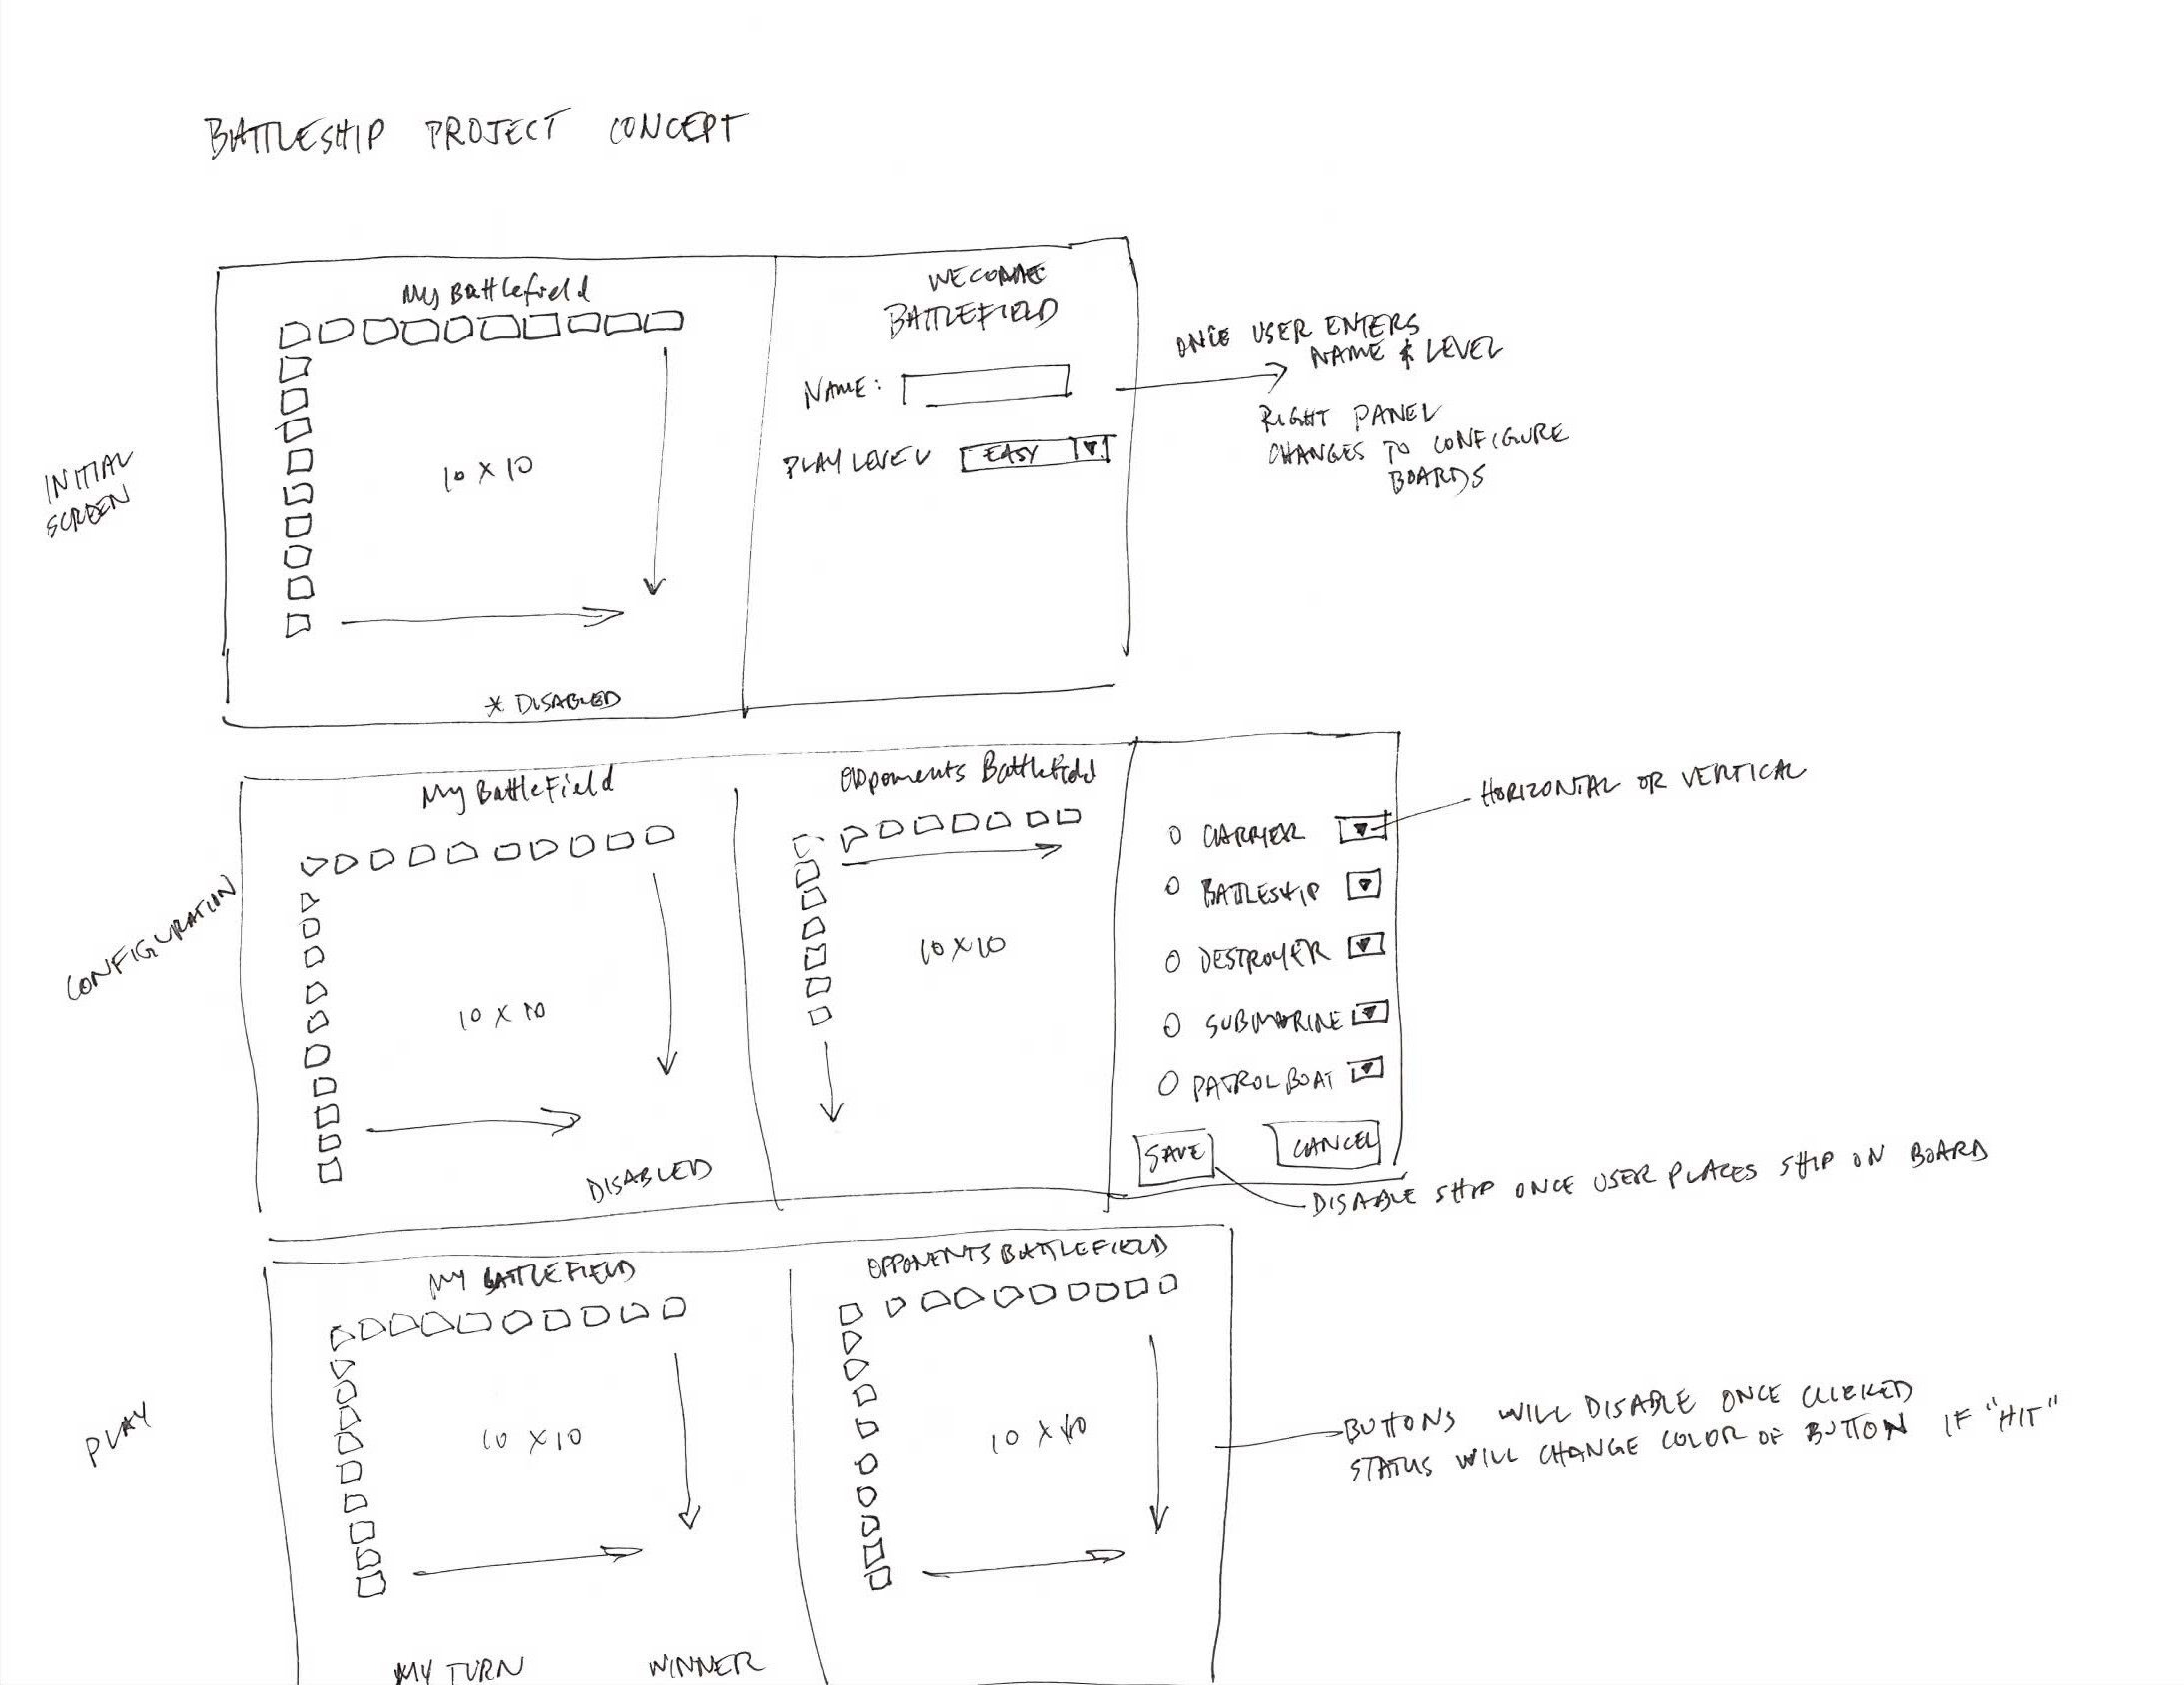 BATTLESHIP PROJECT CONCEPT
INITIAL
SCREEN
My Battlefield
10 X 10
* DISABLED
WECOME
BATTLEFIELD
NAME:
PLAY LEVEL EASY
ONCE USER ENTERS
NAME & LEVEL
RIGHT PANEL
CHANGES TO CONFIGURE
BOARDS
CONFIGURATION
My BattleField
10 X 10
DISABLED
Opponents Battlefield
10 X 10
CARRIER
BATTLESHIP
DESTROYER
SUBMARINE
PATROL BOAT
SAVE CANCEL
HORIZONTAL OR VERTICAL
DISABLE SHIP ONCE USER PLACES SHIP ON BOARD
PLAY
MY BATTLEFIELD
10 X 10
MY TURN WINNER
OPPONENTS BATTLEFIELD
10 X 10
BUTTONS WILL DISABLE ONCE CLICKED
STATUS WILL CHANGE COLOR OF BUTTON IF "HIT"